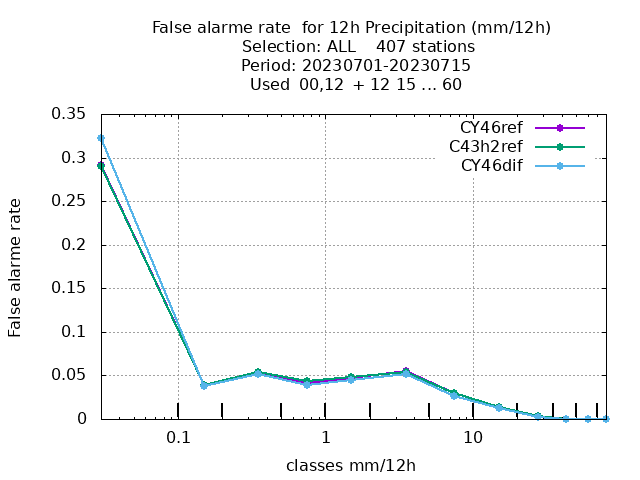 False alarme rate  for 12h Precipitation (mm/12h)
Selection: ALL    407 stations
Period: 20230701-20230715
Used  00,12  + 12 15 ... 60
0.35
0.3
0.25
0.2
0.15
0.1
0.05
0
False alarme rate
CY46ref
C43h2ref
CY46dif
0.1
1
10
classes mm/12h